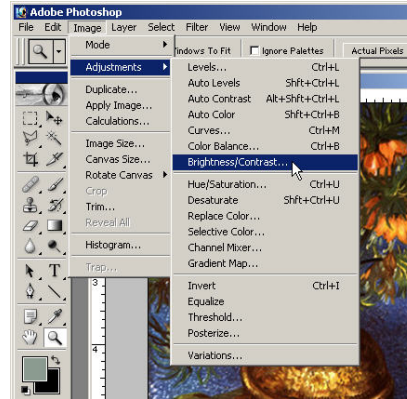 Adobe Photoshop
File Edit Image Layer Select Filter View Window Help
Windows To Fit Ignore Palettes Actual Pixels
Mode
Adjustments
Duplicate...
Apply Image...
Calculations...
Image Size...
Canvas Size...
Rotate Canvas
Crop
Trim...
Reveal All
Histogram...
Trap...
Levels... Ctrl+L
Auto Levels Shft+Ctrl+L
Auto Contrast Alt+Shft+Ctrl+L
Auto Color Shft+Ctrl+B
Curves... Ctrl+M
Color Balance... Ctrl+B
Brightness/Contrast...
Hue/Saturation... Ctrl+U
Desaturate Shft+Ctrl+U
Replace Color...
Selective Color...
Channel Mixer...
Gradient Map...
Invert Ctrl+I
Equalize
Threshold...
Posterize...
Variations...
T
3
4